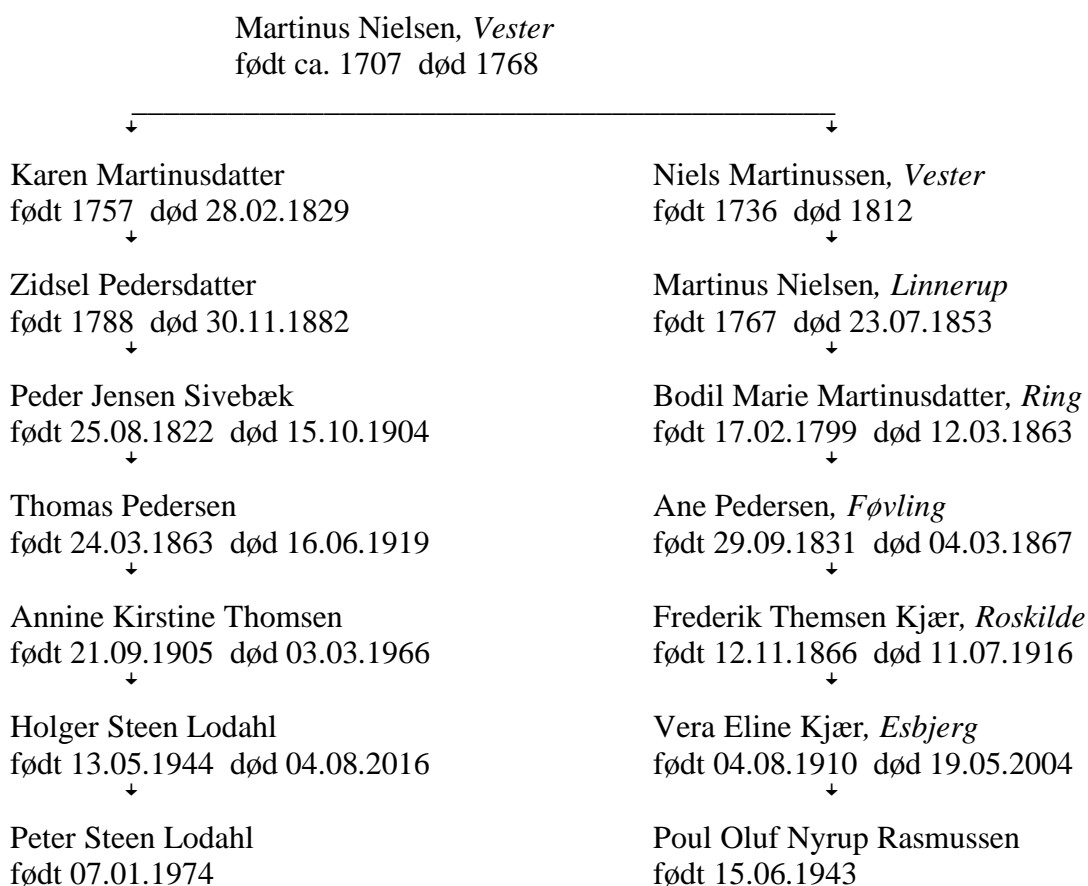 Martinus Nielsen, Vester
født ca. 1707  død 1768
Karen Martinusdatter
født 1757  død 28.02.1829
Niels Martinussen, Vester
født 1736  død 1812
Zidsel Pedersdatter
født 1788  død 30.11.1882
Martinus Nielsen, Linnerup
født 1767  død 23.07.1853
Peder Jensen Sivebæk
født 25.08.1822  død 15.10.1904
Bodil Marie Martinusdatter, Ring
født 17.02.1799  død 12.03.1863
Thomas Pedersen
født 24.03.1863  død 16.06.1919
Ane Pedersen, Føvling
født 29.09.1831  død 04.03.1867
Annine Kirstine Thomsen
født 21.09.1905  død 03.03.1966
Frederik Themsen Kjær, Roskilde
født 12.11.1866  død 11.07.1916
Holger Steen Lodahl
født 13.05.1944  død 04.08.2016
Vera Eline Kjær, Esbjerg
født 04.08.1910  død 19.05.2004
Peter Steen Lodahl
født 07.01.1974
Poul Oluf Nyrup Rasmussen
født 15.06.1943